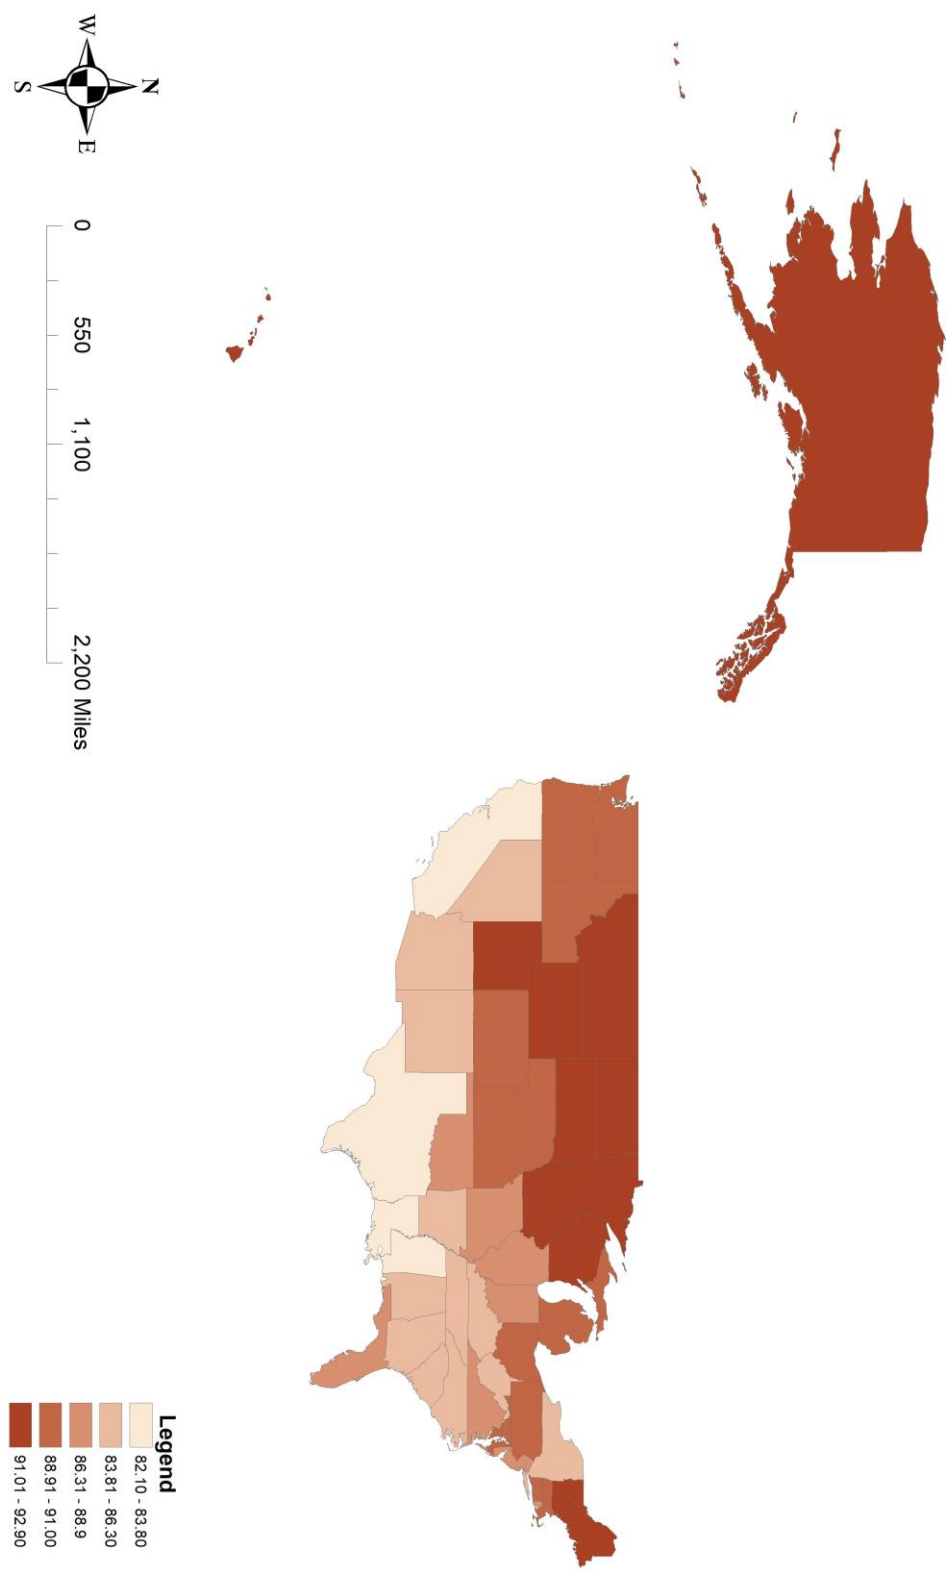 N
W E
S
0 550 1,100 2,200 Miles
Legend
82.10 - 83.80
83.81 - 86.30
86.31 - 88.9
88.91 - 91.00
91.01 - 92.90